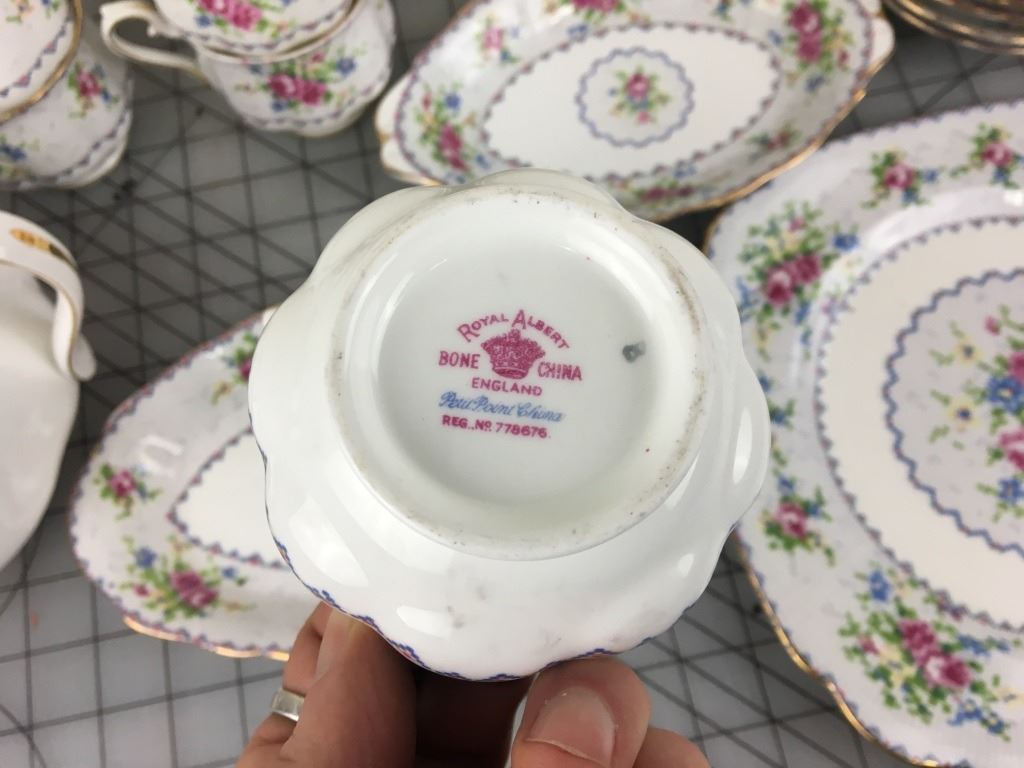 ROYAL ALBERT
BONE CHINA
ENGLAND
Petit Point China
REG., No. 778676.